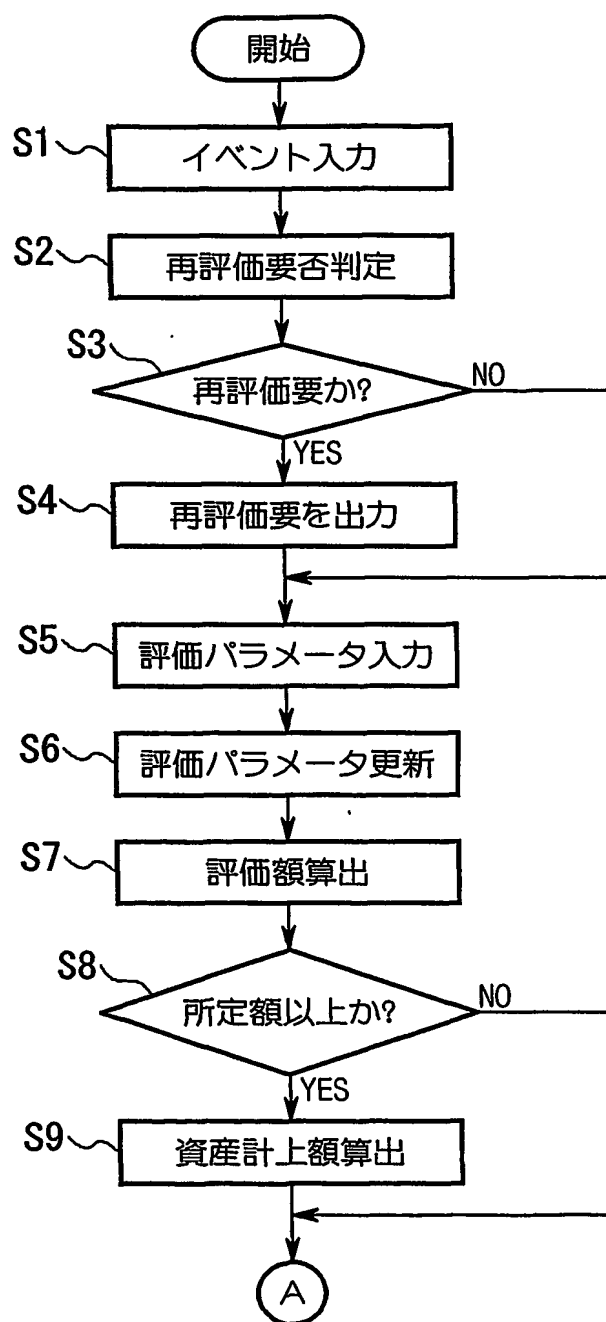 開始
S1 イベント入力
S2 再評価要否判定
S3 再評価要か? NO
YES
S4 再評価要を出力
S5 評価パラメータ入力
S6 評価パラメータ更新
S7 評価額算出
S8 所定額以上か? NO
YES
S9 資産計上額算出
A